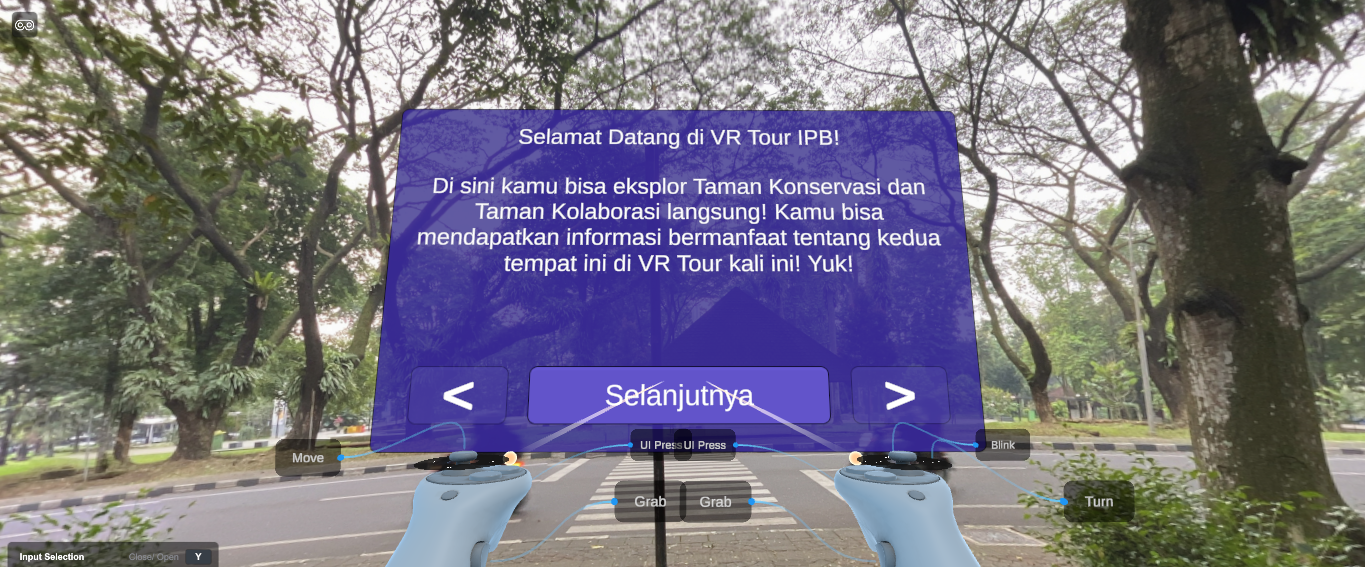 Selamat Datang di VR Tour IPB!
Di sini kamu bisa eksplor Taman Konservasi dan
Taman Kolaborasi langsung! Kamu bisa
mendapatkan informasi bermanfaat tentang kedua
tempat ini di VR Tour kali ini! Yuk!
< Selanjutnya >
UI Press UI Press
Blink
Move
Grab Grab
Turn
Input Selection Close/ Open Y